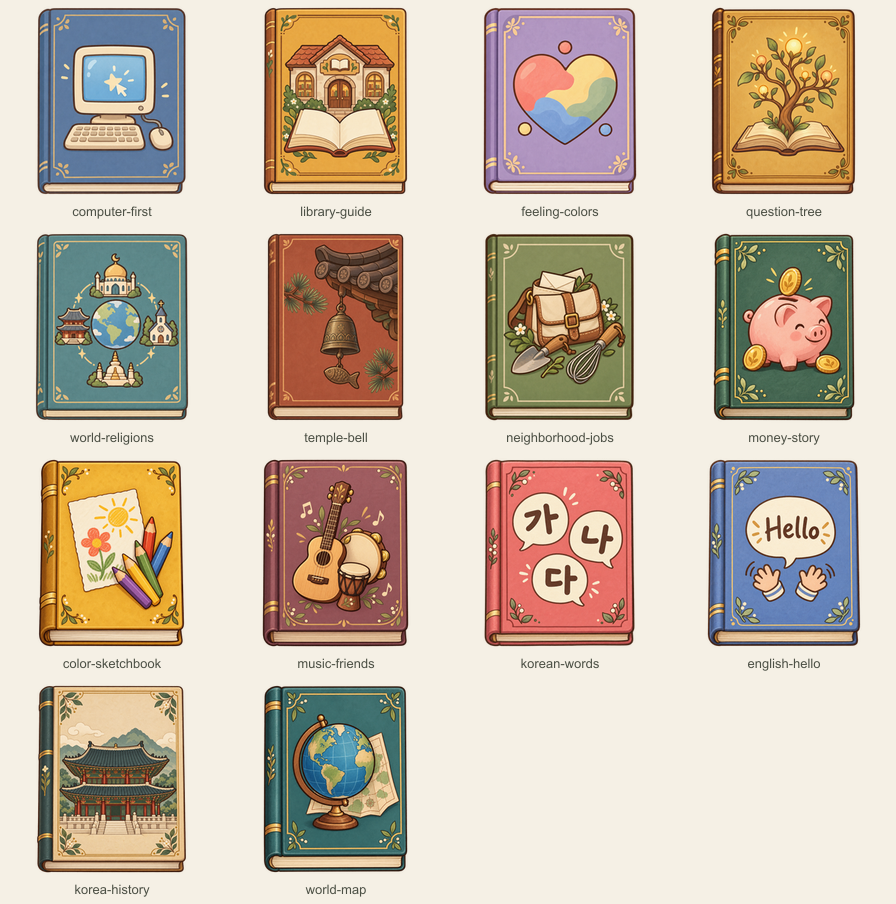 computer-first
library-guide
feeling-colors
question-tree
world-religions
temple-bell
neighborhood-jobs
money-story
가
나
다
Hello
color-sketchbook
music-friends
korean-words
english-hello
korea-history
world-map